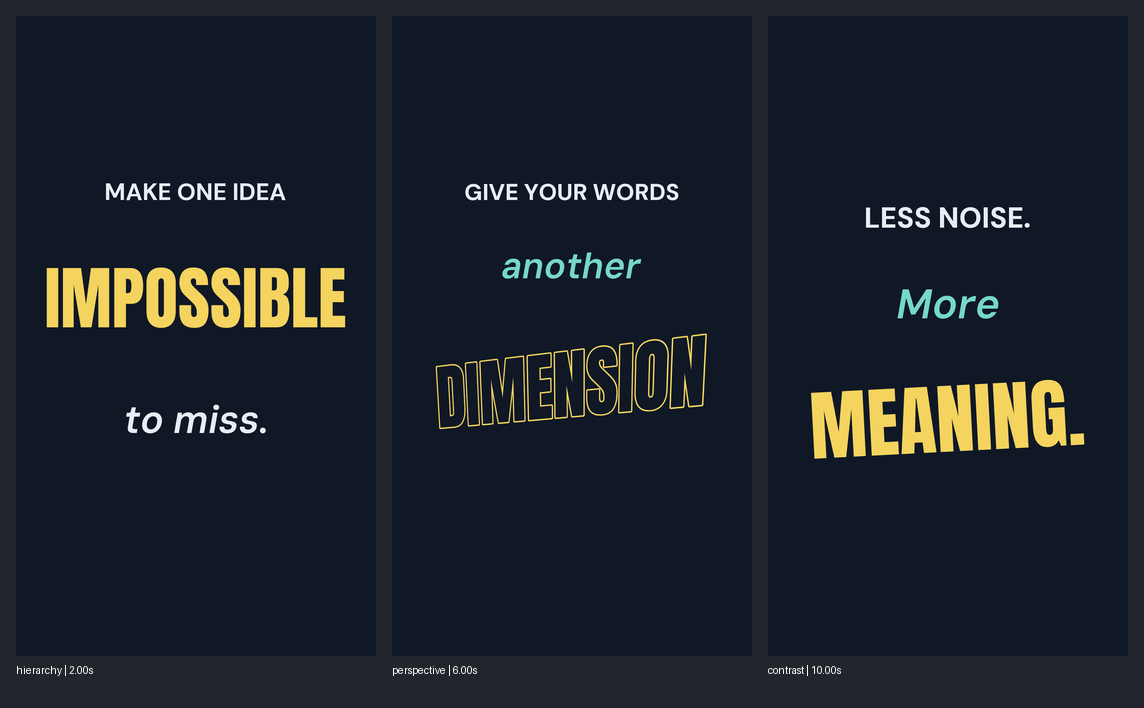 MAKE ONE IDEA
IMPOSSIBLE
to miss.
hierarchy | 2.00s
GIVE YOUR WORDS
another
DIMENSION
perspective | 6.00s
LESS NOISE.
More
MEANING.
contrast | 10.00s